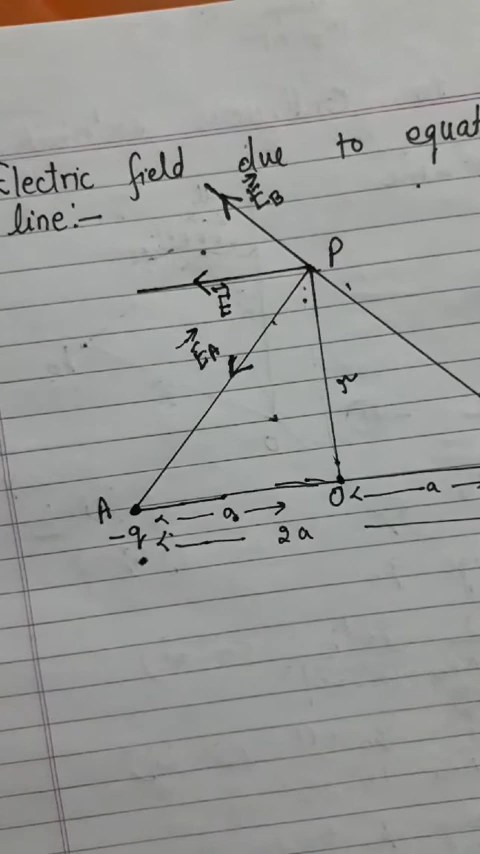 Electric field due to equat
line:-
E_B
P
E
E_A
r
A
O
<- a ->
<- a ->
-q
<- 2a